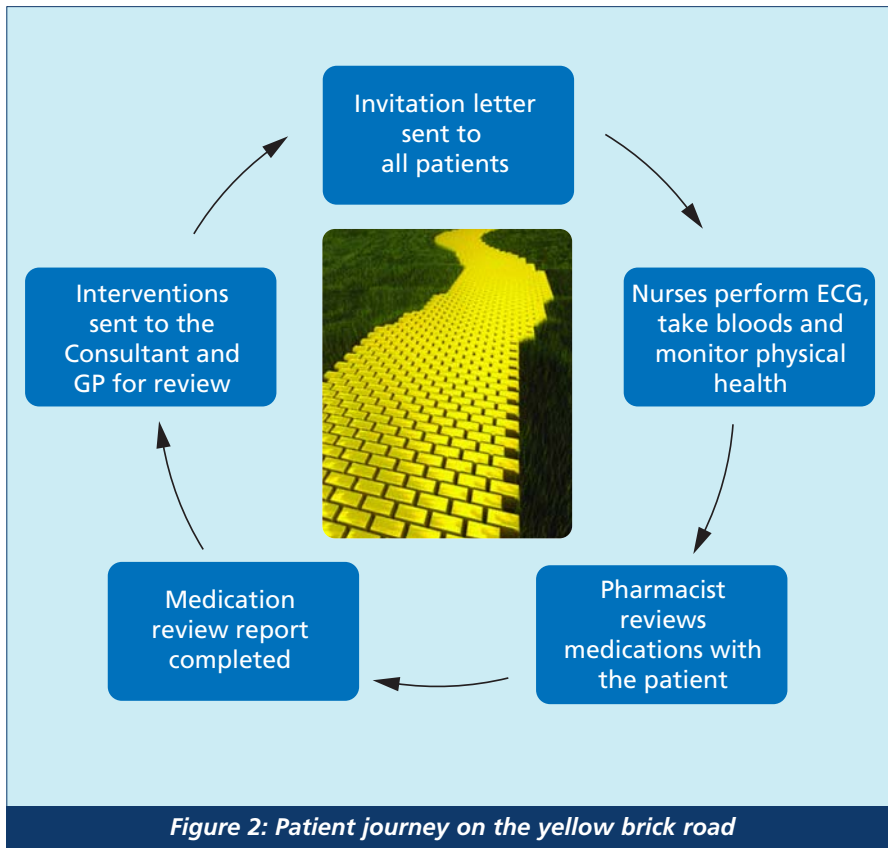 Invitation letter
sent to
all patients
Nurses perform ECG,
take bloods and
monitor physical
health
Pharmacist
reviews
medications with
the patient
Medication
review report
completed
Interventions
sent to the
Consultant and
GP for review
Figure 2: Patient journey on the yellow brick road